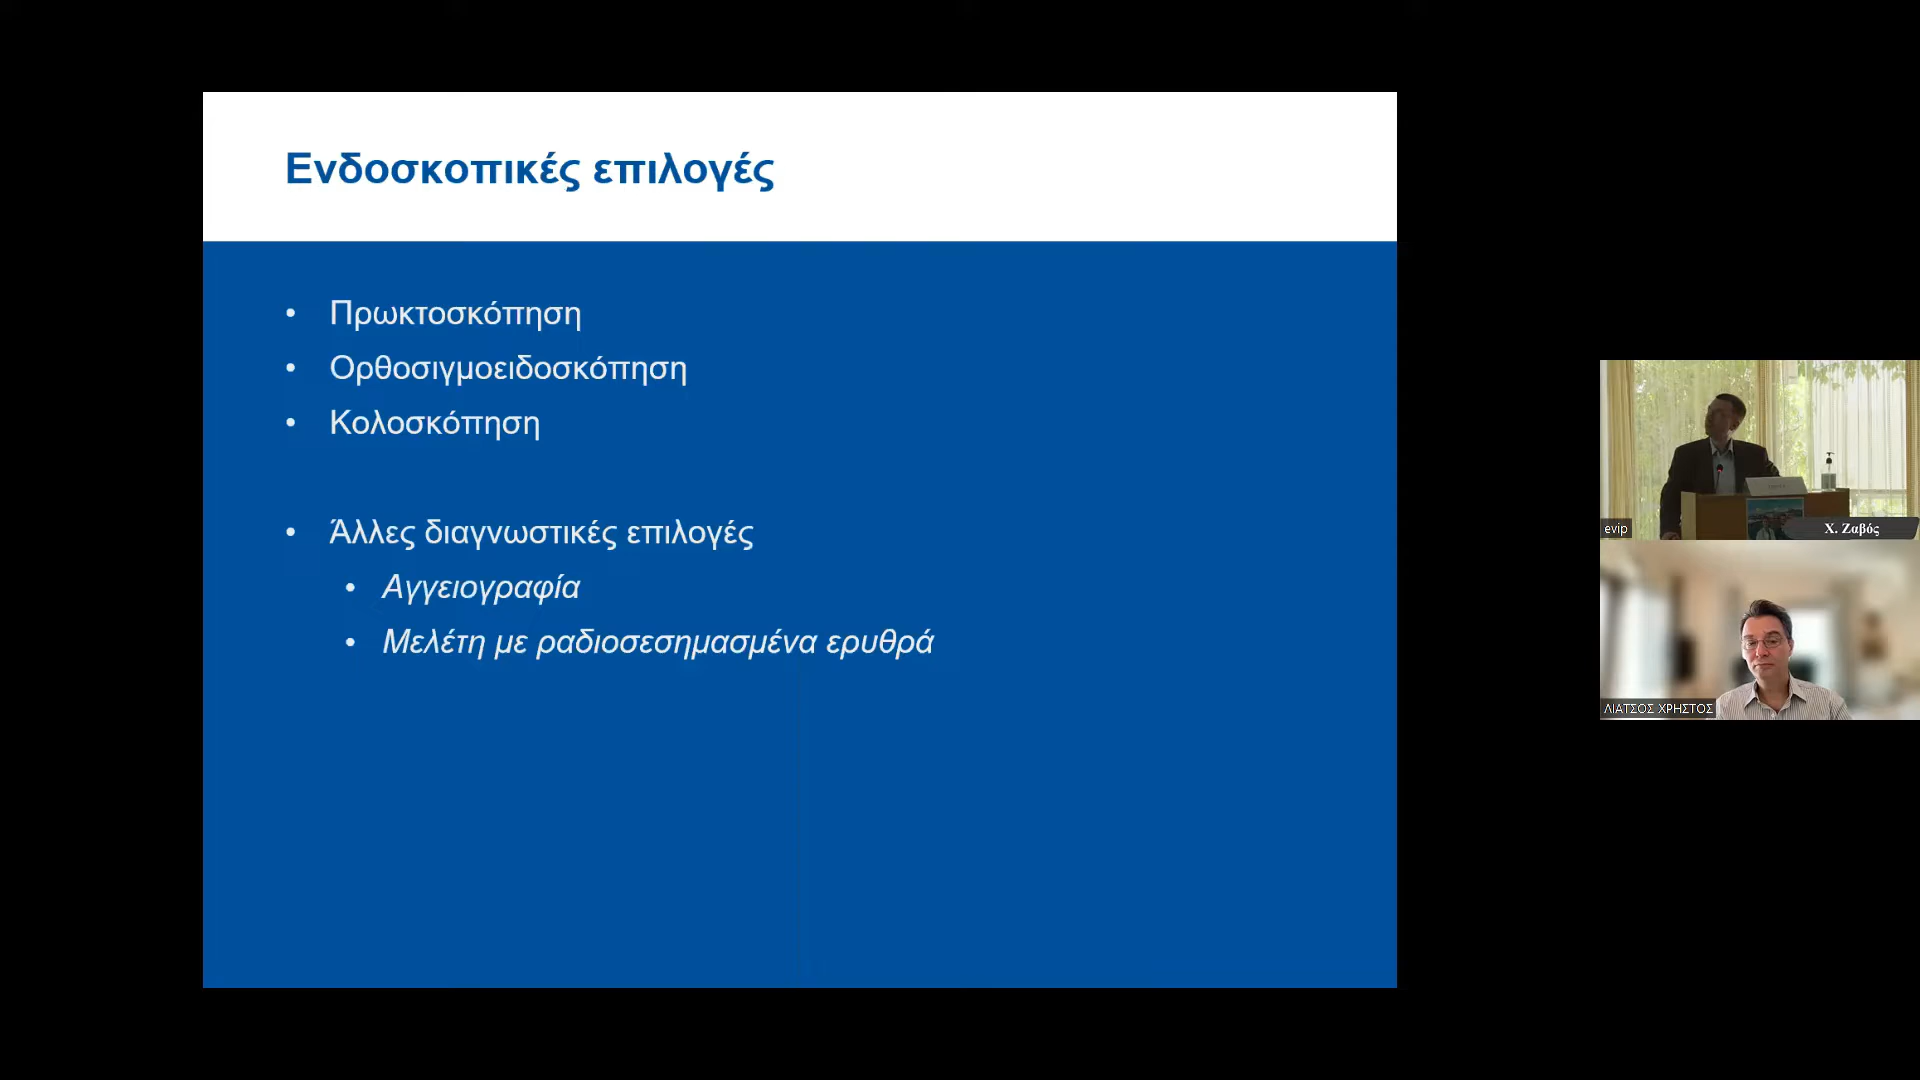 Ενδοσκοπικές επιλογές
• Πρωκτοσκόπηση
• Ορθοσιγμοειδοσκόπηση
• Κολοσκόπηση
• Άλλες διαγνωστικές επιλογές
• Αγγειογραφία
• Μελέτη με ραδιοσεσημασμένα ερυθρά
evip
Χ. Ζαβός
ΛΙΑΤΣΟΣ ΧΡΗΣΤΟΣ